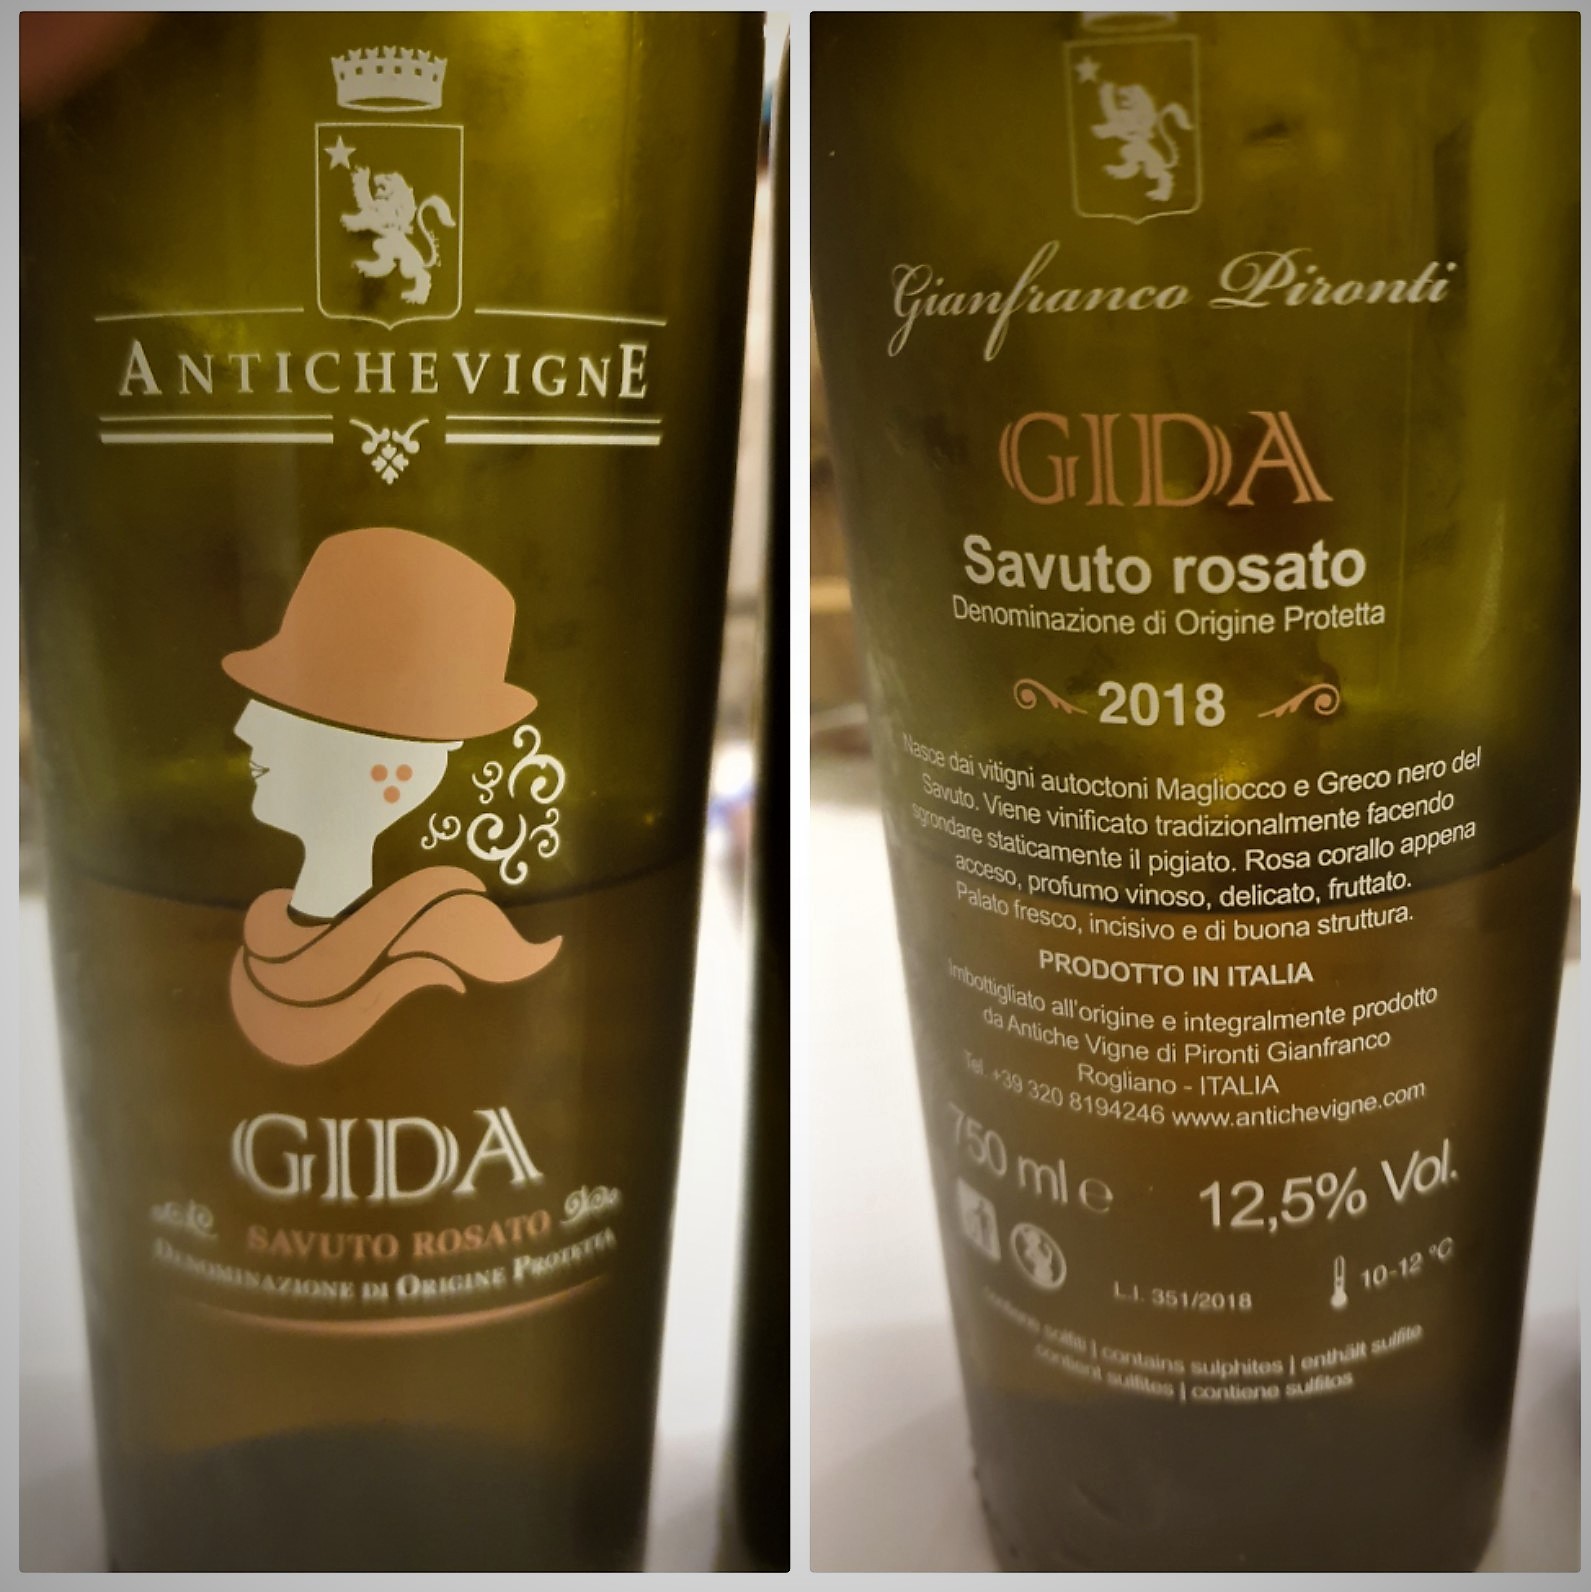 ANTICHEVIGNE
GIDA
SAVUTO ROSATO
DENOMINAZIONE DI ORIGINE PROTETTA
Gianfranco Pironti
GIDA
Savuto rosato
Denominazione di Origine Protetta
2018
Nasce dai vitigni autoctoni Magliocco e Greco nero del
Savuto. Viene vinificato tradizionalmente facendo
sgrondare staticamente il pigiato. Rosa corallo appena
acceso, profumo vinoso, delicato, fruttato.
Palato fresco, incisivo e di buona struttura.
PRODOTTO IN ITALIA
Imbottigliato all'origine e integralmente prodotto
da Antiche Vigne di Pironti Gianfranco
Rogliano - ITALIA
Tel. +39 320 8194246 www.antichevigne.com
750 ml e 12,5% Vol.
L.I. 351/2018 10-12 °C
contiene solfiti | contains sulphites | enthält sulfite
contient sulfites | contiene sulfitos